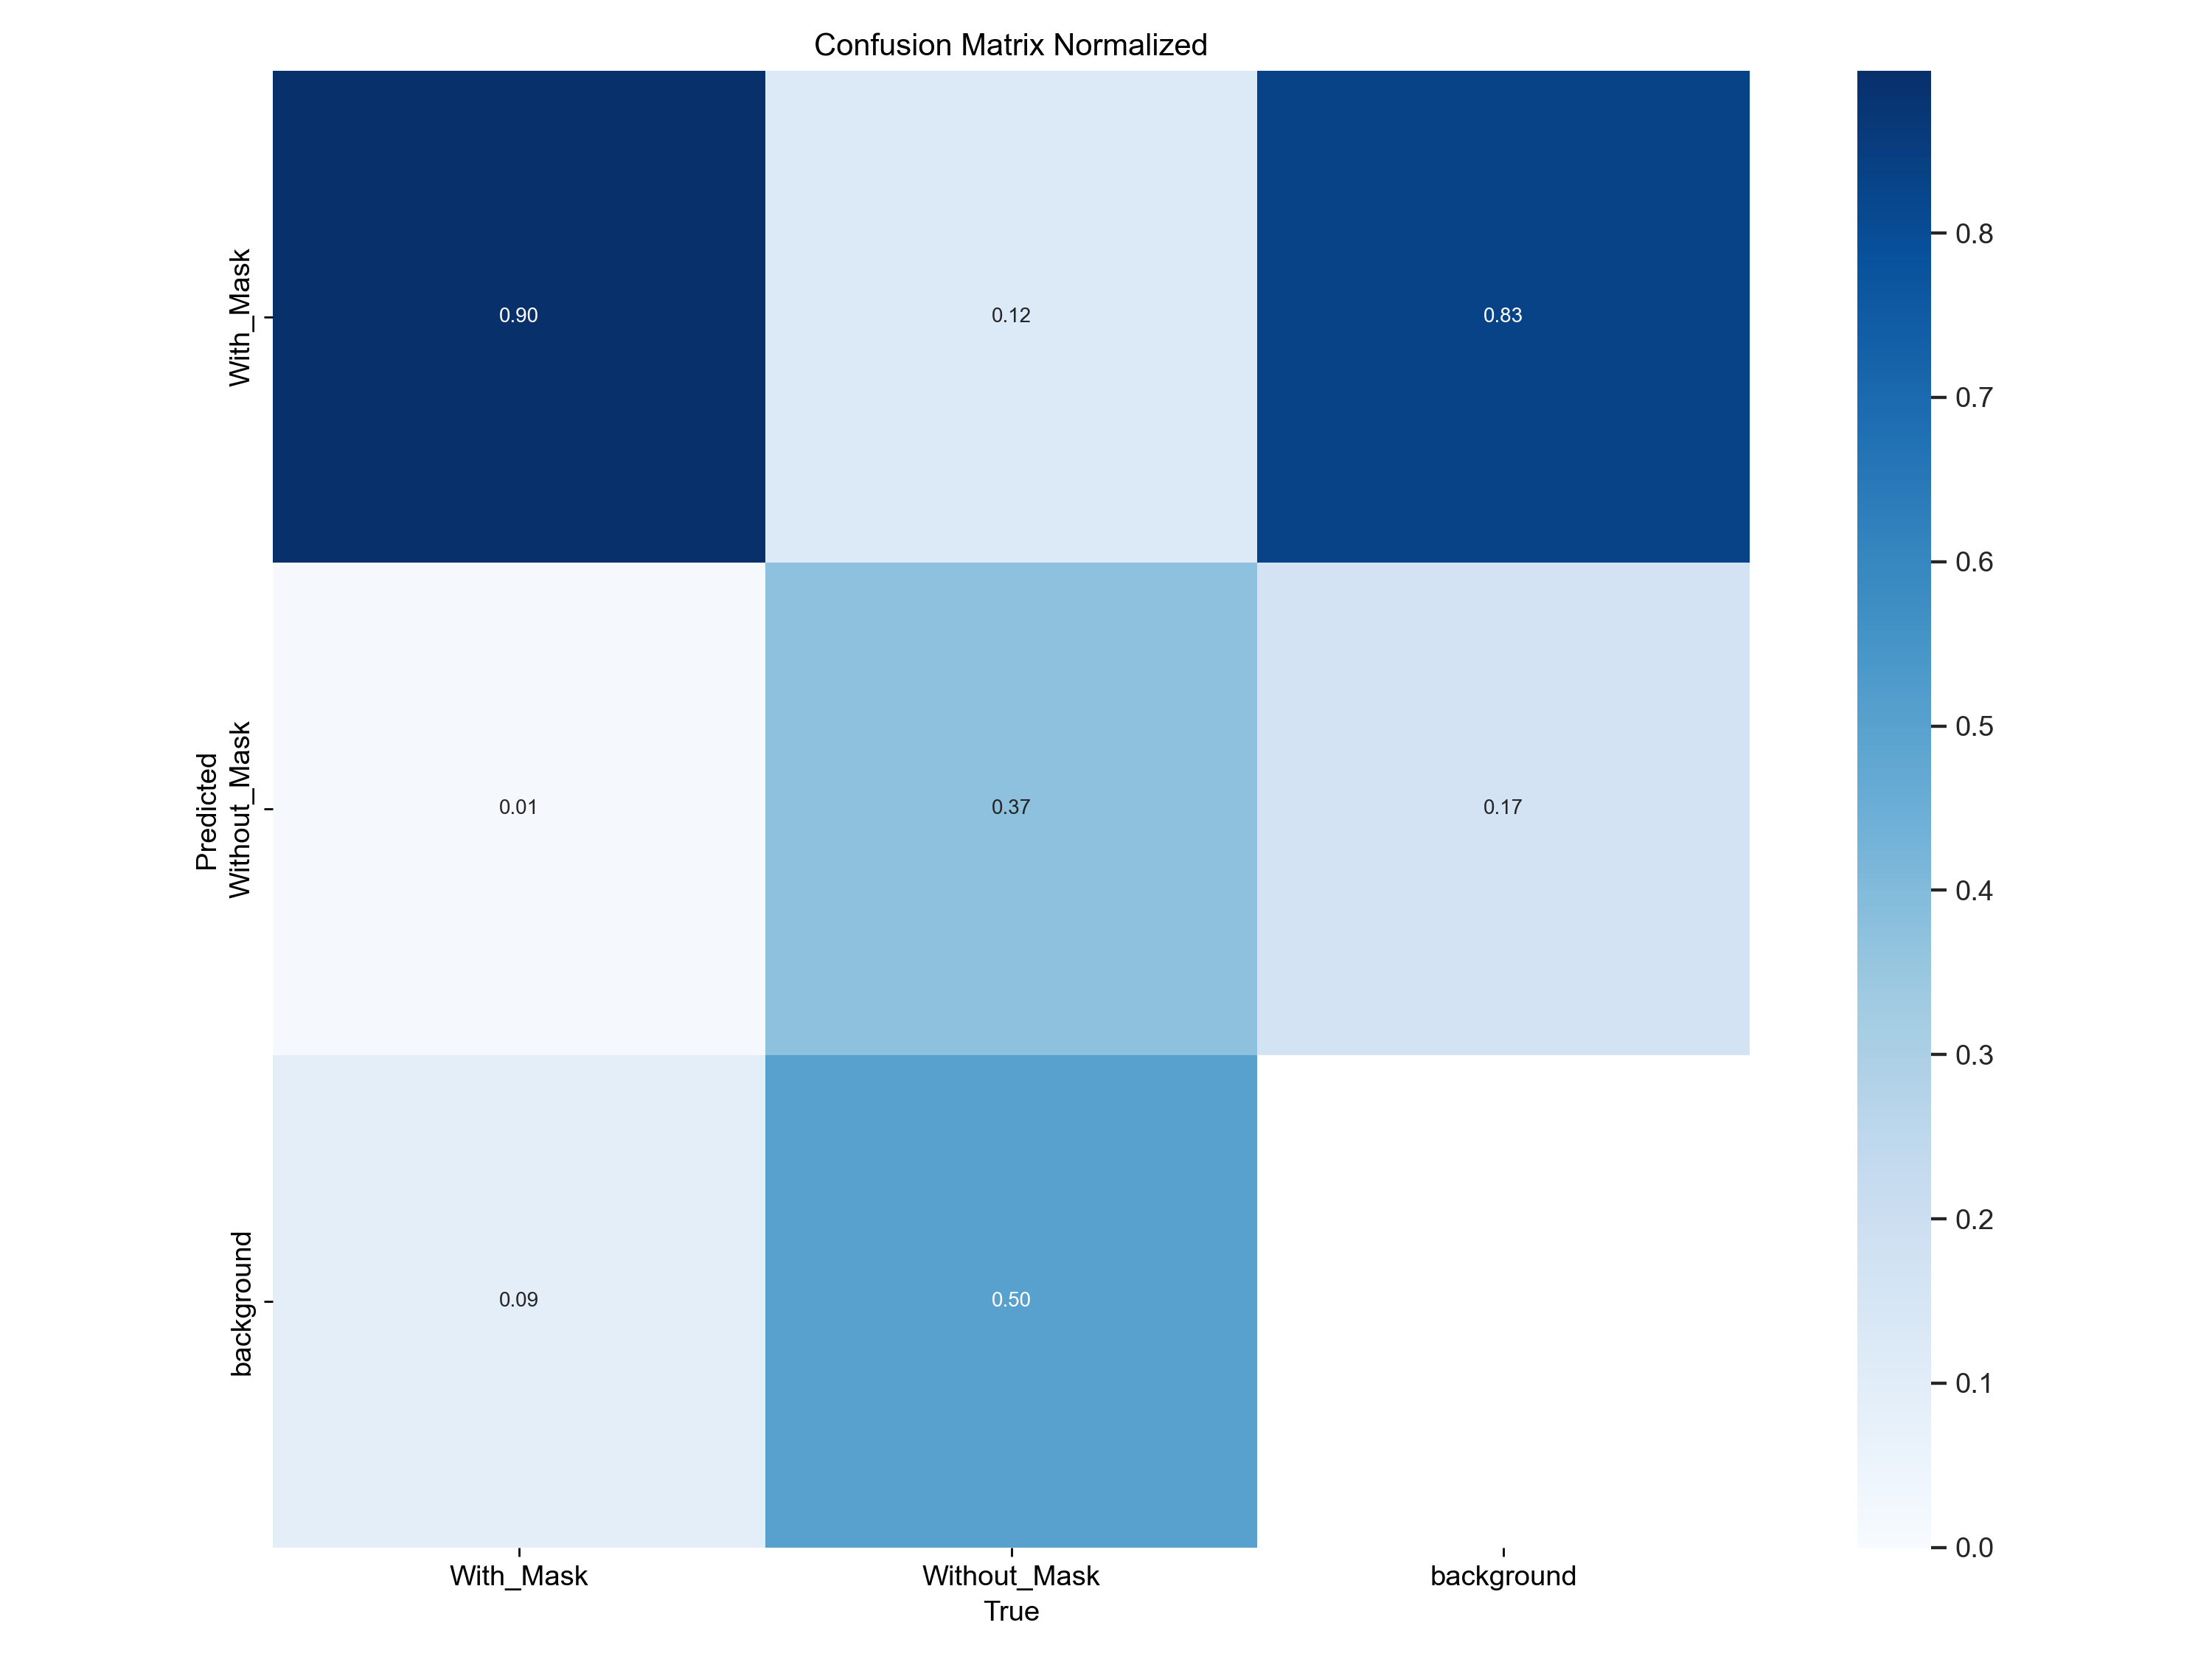 Confusion Matrix Normalized
With_Mask
0.90
0.12
0.83
0.8
0.7
0.6
0.5
0.4
0.3
0.2
0.1
0.0
Predicted
Without_Mask
0.01
0.37
0.17
background
0.09
0.50
With_Mask
Without_Mask
background
True